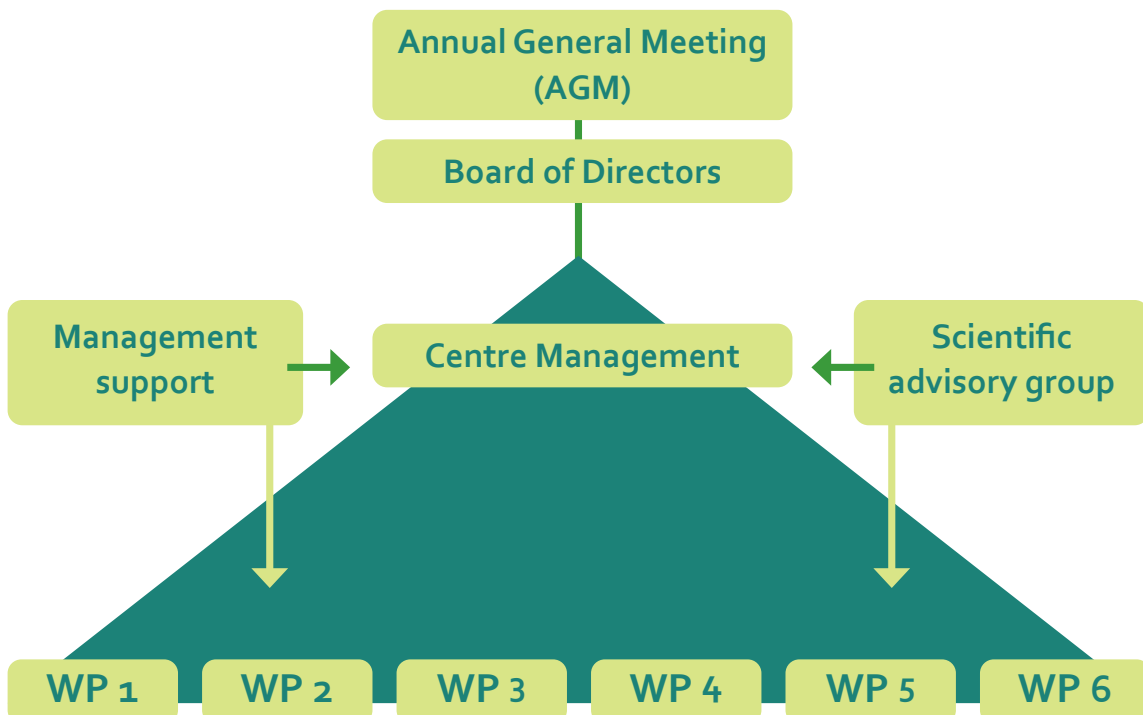 Annual General Meeting
(AGM)
Board of Directors
Management
support
Centre Management
Scientific
advisory group
WP 1
WP 2
WP 3
WP 4
WP 5
WP 6